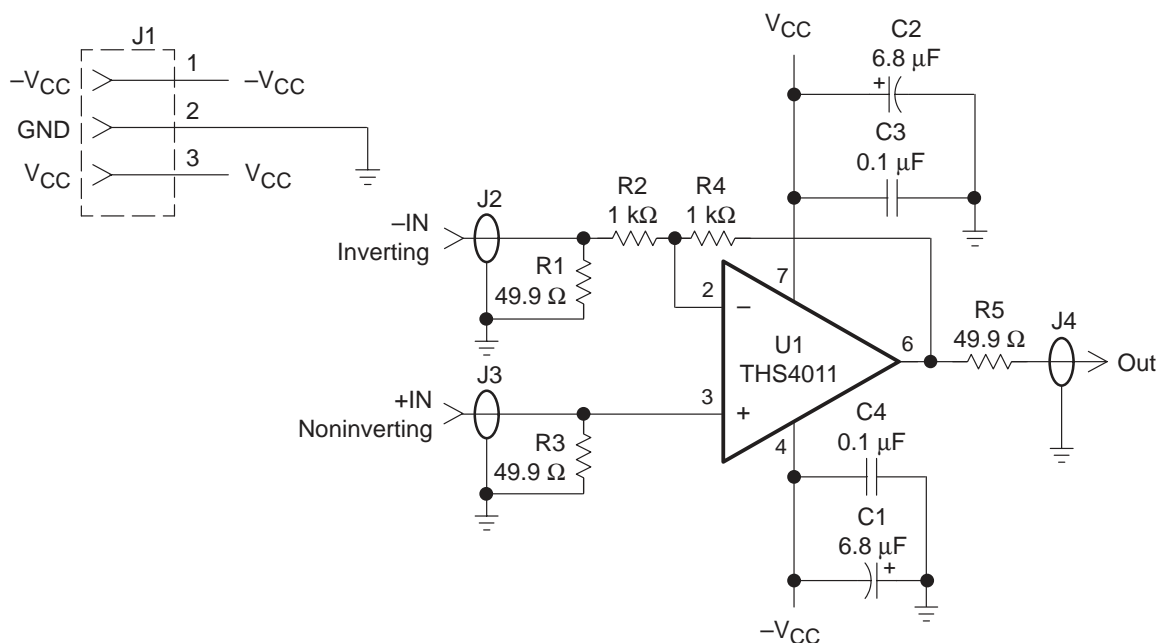 J1
–VCC
1
–VCC
GND
2
VCC
3
VCC
VCC
C2
6.8 µF
+
C3
0.1 µF
J2
R2
1 kΩ
R4
1 kΩ
–IN
Inverting
R1
49.9 Ω
2
–
7
U1
THS4011
6
R5
49.9 Ω
J4
Out
J3
+IN
Noninverting
3
+
R3
49.9 Ω
4
C4
0.1 µF
C1
6.8 µF
+
–VCC